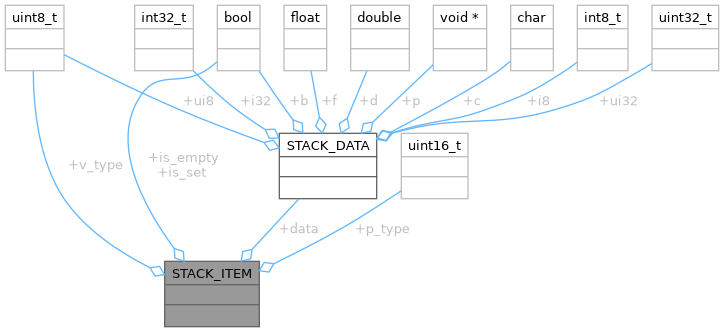 uint8_t
int32_t
bool
float
double
void *
char
int8_t
uint32_t
+ui8
+i32
+b
+f
+d
+p
+c
+i8
+ui32
STACK_DATA
uint16_t
+v_type
+is_empty
+is_set
+data
+p_type
STACK_ITEM